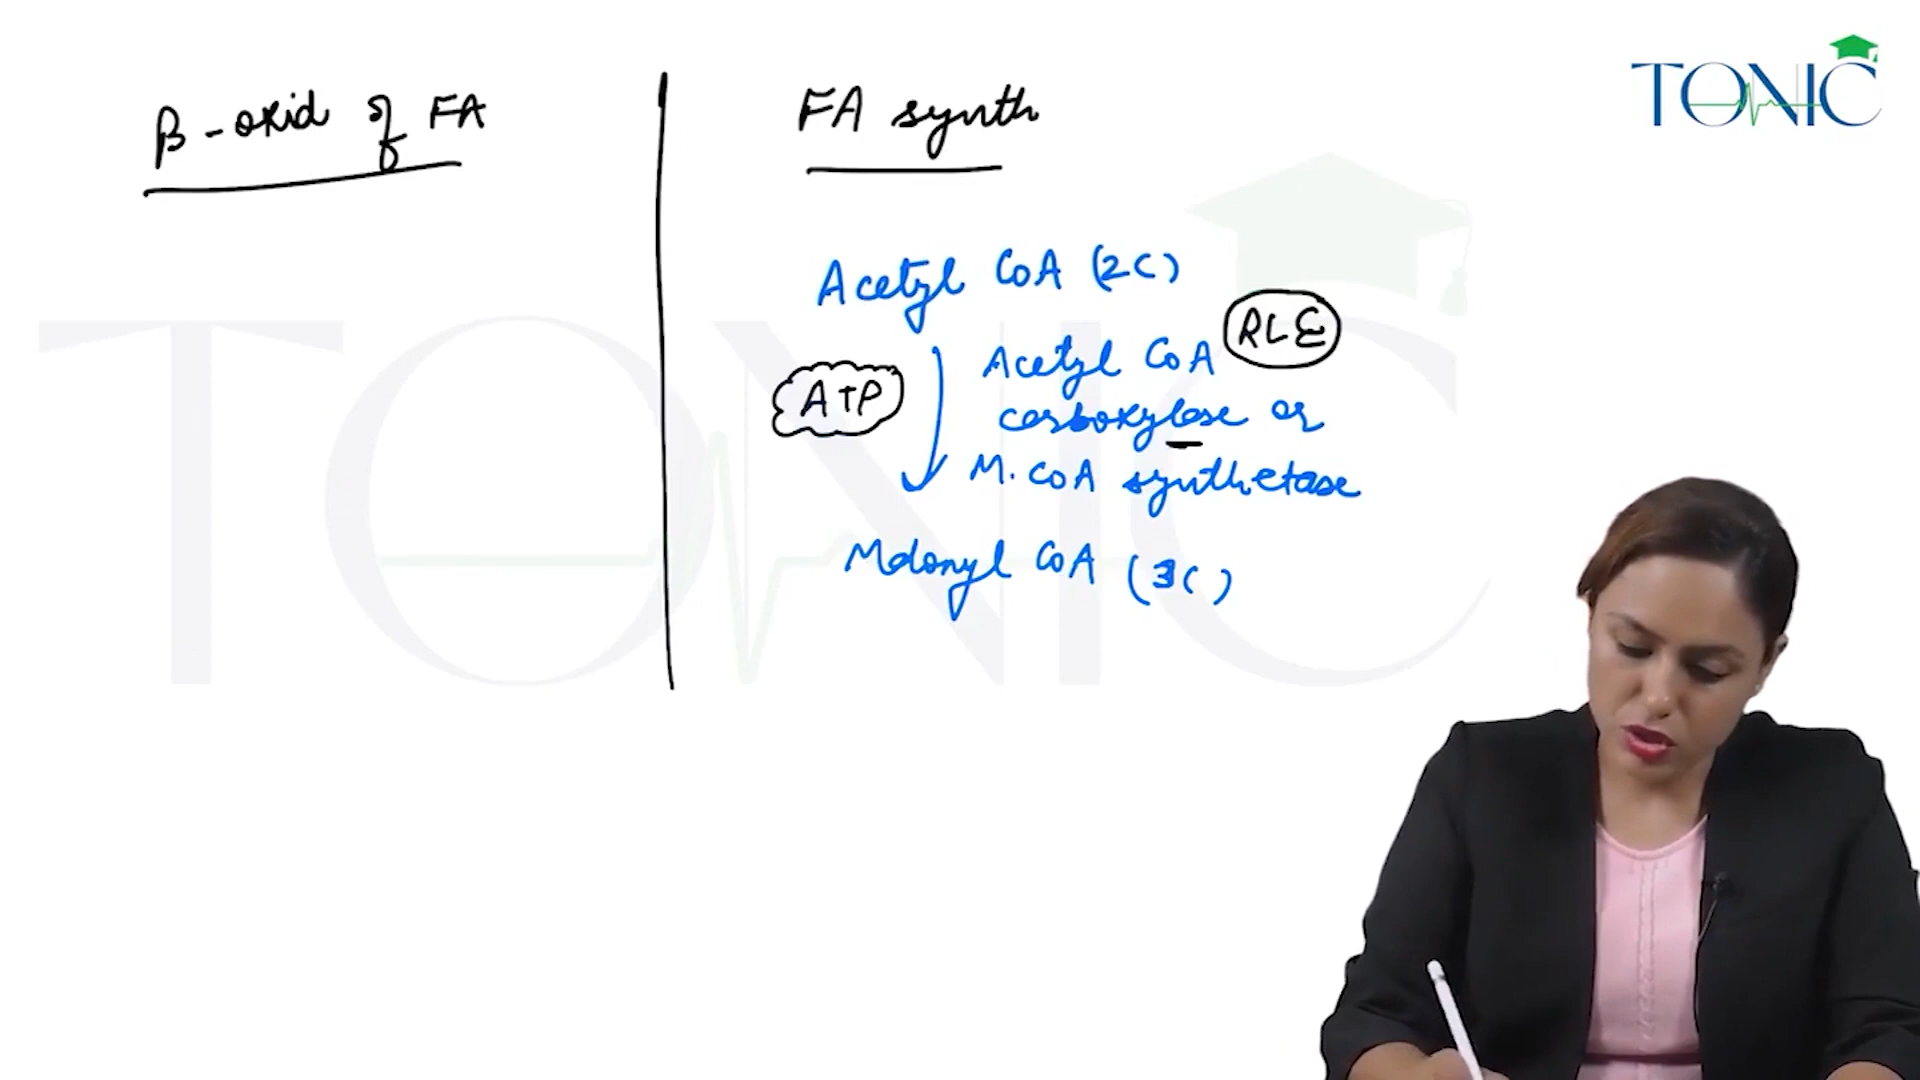 β-oxid of FA
FA synth
TONIC
Acetyl CoA (2C)
RLE
ATP
Acetyl CoA
carboxylase or
M. CoA synthetase
Malonyl CoA (3C)
TONIC